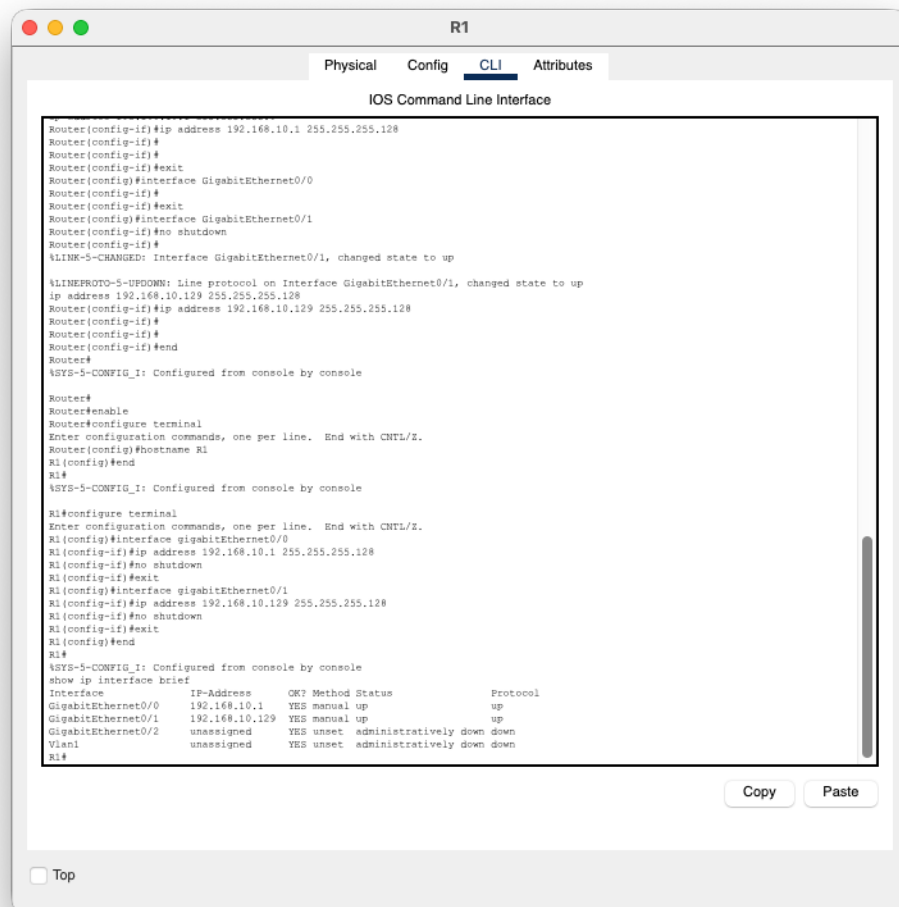 R1
Physical Config CLI Attributes
IOS Command Line Interface
Router(config-if)#ip address 192.168.10.1 255.255.255.128
Router(config-if)#
Router(config-if)#
Router(config-if)#exit
Router(config)#interface GigabitEthernet0/0
Router(config-if)#
Router(config-if)#exit
Router(config)#interface GigabitEthernet0/1
Router(config-if)#no shutdown
Router(config-if)#
%LINK-5-CHANGED: Interface GigabitEthernet0/1, changed state to up
%LINEPROTO-5-UPDOWN: Line protocol on Interface GigabitEthernet0/1, changed state to up
ip address 192.168.10.129 255.255.255.128
Router(config-if)#ip address 192.168.10.129 255.255.255.128
Router(config-if)#
Router(config-if)#
Router(config-if)#end
Router#
%SYS-5-CONFIG_I: Configured from console by console
Router#
Router#enable
Router#configure terminal
Enter configuration commands, one per line.  End with CNTL/Z.
Router(config)#hostname R1
R1(config)#end
R1#
%SYS-5-CONFIG_I: Configured from console by console
R1#configure terminal
Enter configuration commands, one per line.  End with CNTL/Z.
R1(config)#interface gigabitEthernet0/0
R1(config-if)#ip address 192.168.10.1 255.255.255.128
R1(config-if)#no shutdown
R1(config-if)#exit
R1(config)#interface gigabitEthernet0/1
R1(config-if)#ip address 192.168.10.129 255.255.255.128
R1(config-if)#no shutdown
R1(config-if)#exit
R1(config)#end
R1#
%SYS-5-CONFIG_I: Configured from console by console
show ip interface brief
Interface              IP-Address      OK? Method Status                Protocol
GigabitEthernet0/0     192.168.10.1    YES manual up                    up
GigabitEthernet0/1     192.168.10.129  YES manual up                    up
GigabitEthernet0/2     unassigned      YES unset  administratively down down
Vlan1                  unassigned      YES unset  administratively down down
R1#
Copy Paste
Top